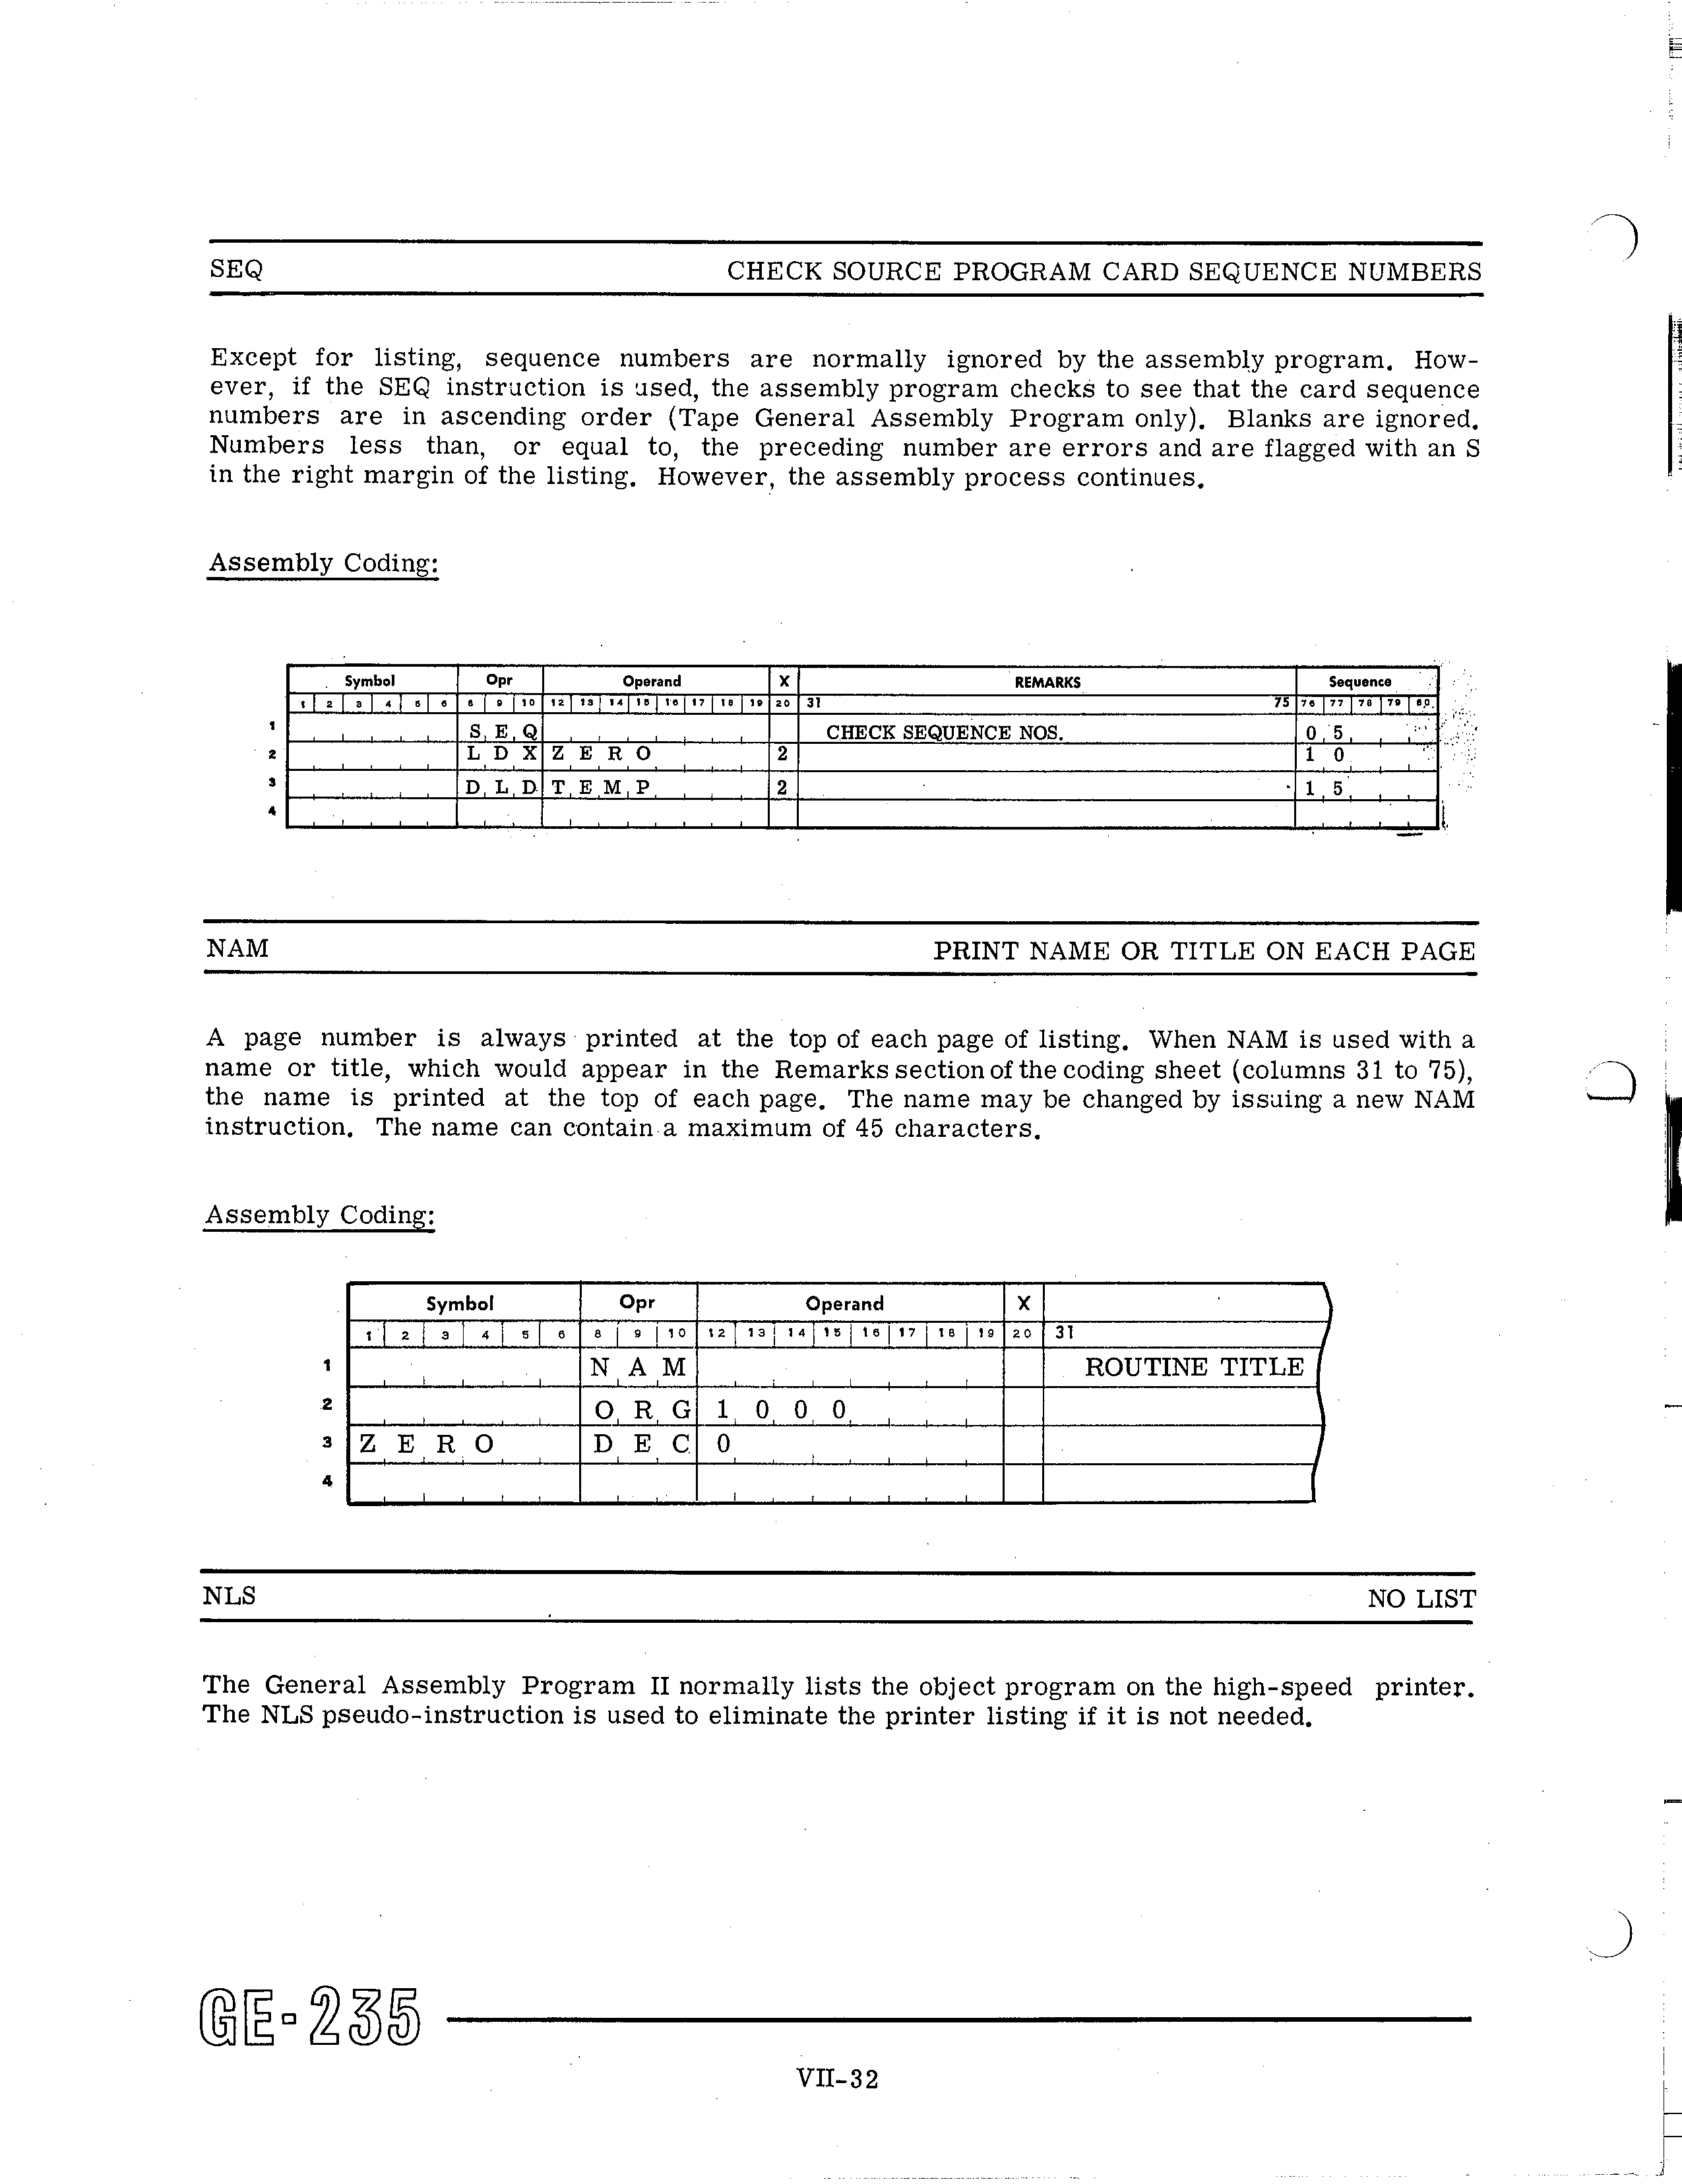 SEQ CHECK SOURCE PROGRAM CARD SEQUENCE NUMBERS
Except for listing, sequence numbers are normally ignored by the assembly program. How-
ever, if the SEQ instruction is used, the assembly program checks to see that the card sequence
numbers are in ascending order (Tape General Assembly Program only). Blanks are ignored.
Numbers less than, or equal to, the preceding number are errors and are flagged with an S
in the right margin of the listing. However, the assembly process continues.
Assembly Coding:
Symbol Opr Operand X REMARKS Sequence
1 2 3 4 5 6 8 9 10 12 13 14 15 16 17 18 19 20 31 75 76 77 78 79 80
1 SEQ CHECK SEQUENCE NOS. 05
2 LDX ZERO 2 10
3 DLD TEMP 2 15
4
NAM PRINT NAME OR TITLE ON EACH PAGE
A page number is always printed at the top of each page of listing. When NAM is used with a
name or title, which would appear in the Remarks section of the coding sheet (columns 31 to 75),
the name is printed at the top of each page. The name may be changed by issuing a new NAM
instruction. The name can contain a maximum of 45 characters.
Assembly Coding:
Symbol Opr Operand X
1 2 3 4 5 6 8 9 10 12 13 14 15 16 17 18 19 20 31
1 NAM ROUTINE TITLE
2 ORG 1000
3 ZERO DEC 0
4
NLS NO LIST
The General Assembly Program II normally lists the object program on the high-speed printer.
The NLS pseudo-instruction is used to eliminate the printer listing if it is not needed.
GE-235
VII-32